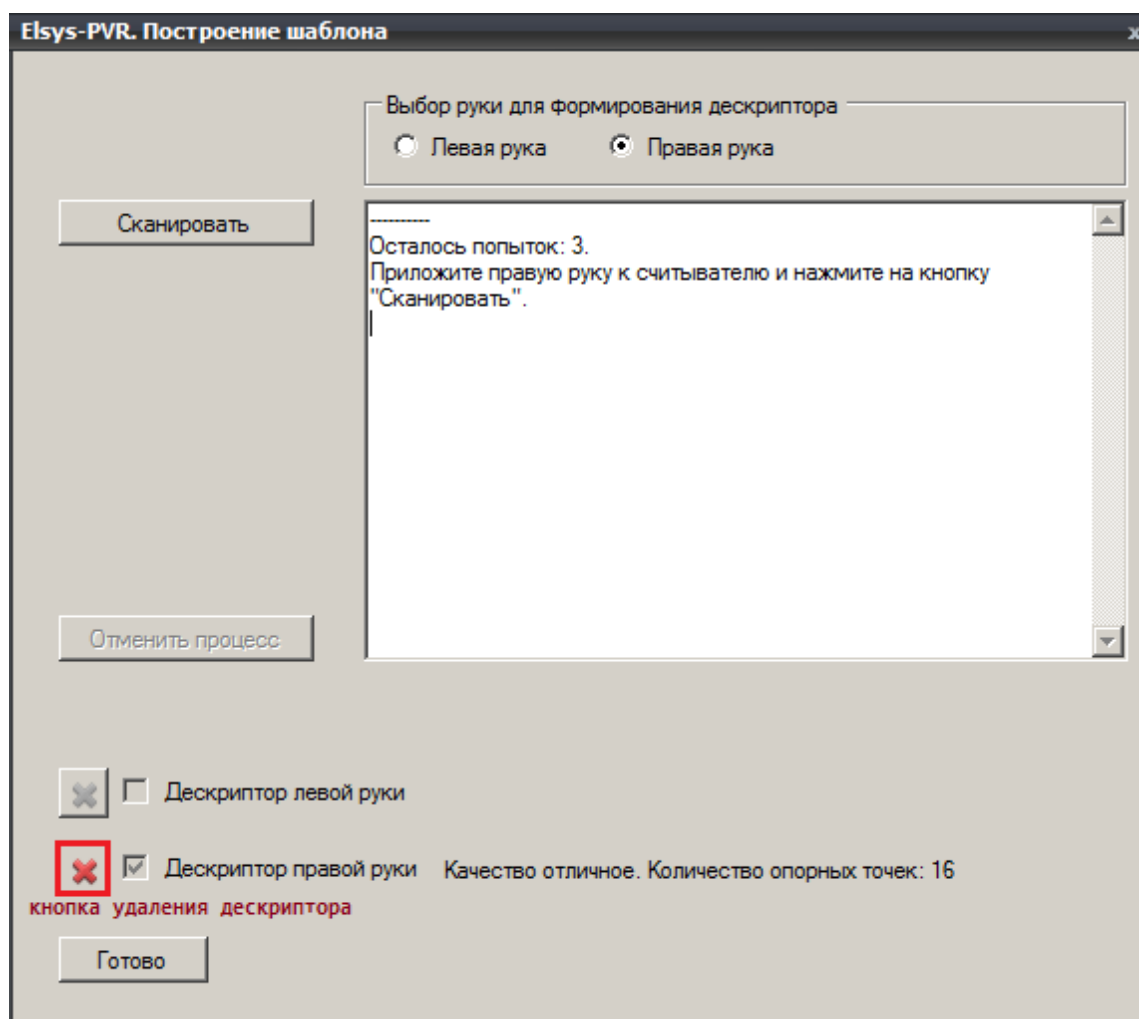 Elsys-PVR. Построение шаблона
x
Выбор руки для формирования дескриптора
Левая рука Правая рука
Сканировать
----------
Осталось попыток: 3.
Приложите правую руку к считывателю и нажмите на кнопку
"Сканировать".
Отменить процесс
Дескриптор левой руки
Дескриптор правой руки Качество отличное. Количество опорных точек: 16
кнопка удаления дескриптора
Готово